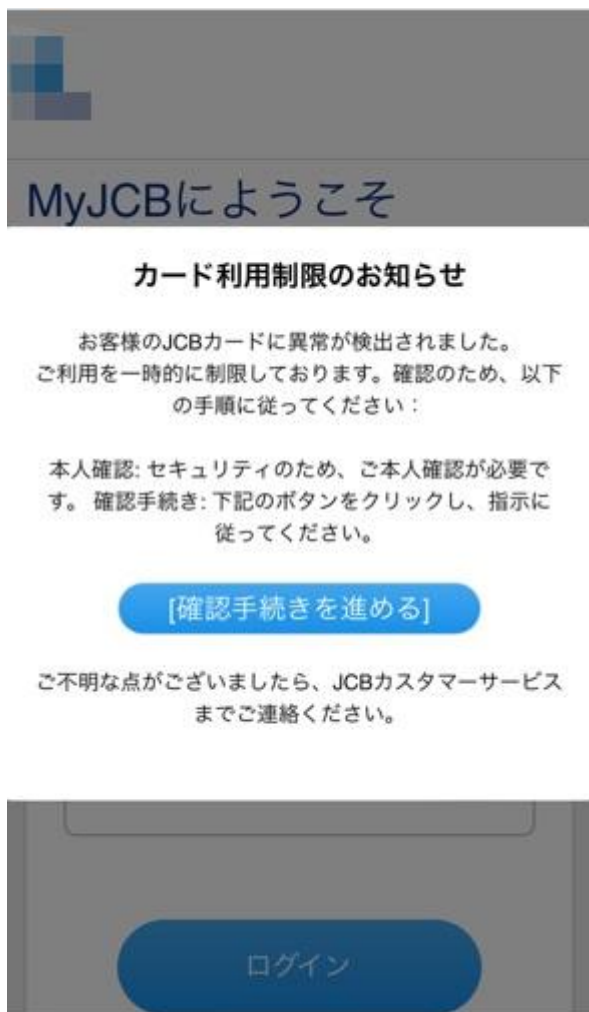 MyJCBにようこそ
カード利用制限のお知らせ
お客様のJCBカードに異常が検出されました。
ご利用を一時的に制限しております。確認のため、以下
の手順に従ってください：
本人確認: セキュリティのため、ご本人確認が必要で
す。 確認手続き: 下記のボタンをクリックし、指示に
従ってください。
[確認手続きを進める]
ご不明な点がございましたら、JCBカスタマーサービス
までご連絡ください。
ログイン